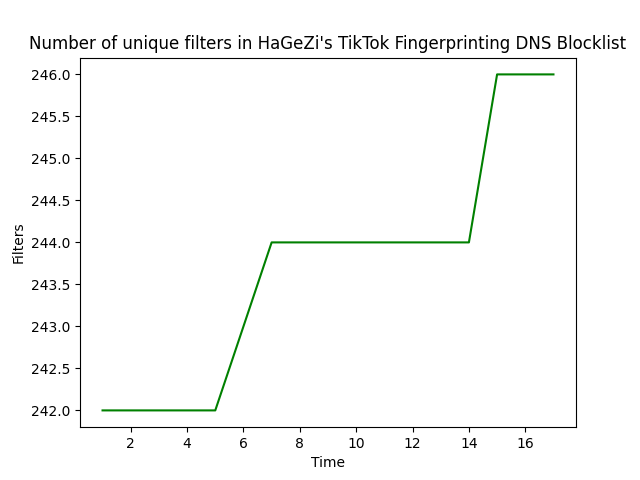 Number of unique filters in HaGeZi's TikTok Fingerprinting DNS Blocklist
246.0
245.5
245.0
244.5
244.0
243.5
243.0
242.5
242.0
Filters
2 4 6 8 10 12 14 16
Time